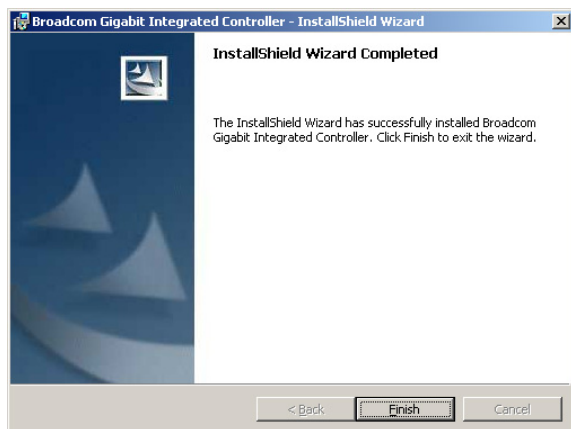 Broadcom Gigabit Integrated Controller - InstallShield Wizard
InstallShield Wizard Completed
The InstallShield Wizard has successfully installed Broadcom
Gigabit Integrated Controller. Click Finish to exit the wizard.
< Back
Finish
Cancel